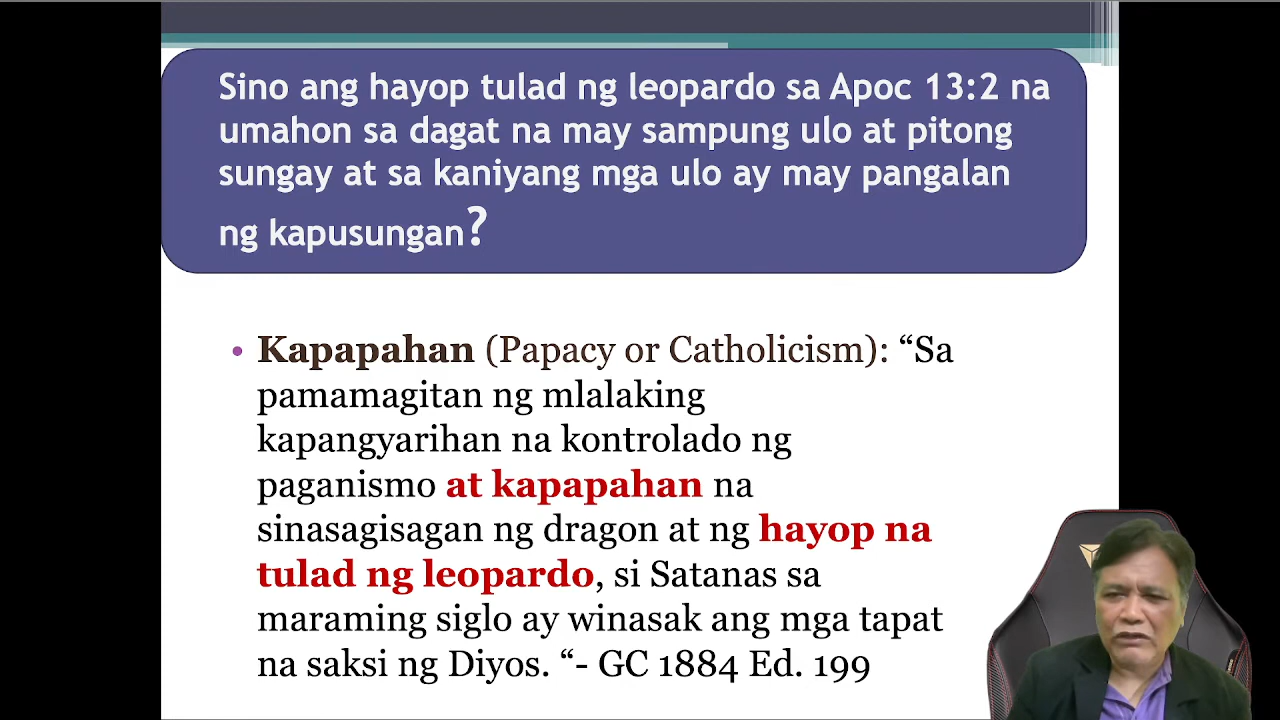 Sino ang hayop tulad ng leopardo sa Apoc 13:2 na
umahon sa dagat na may sampung ulo at pitong
sungay at sa kaniyang mga ulo ay may pangalan
ng kapusungan?
• Kapapahan (Papacy or Catholicism): “Sa
pamamagitan ng mlalaking
kapangyarihan na kontrolado ng
paganismo at kapapahan na
sinasagisagan ng dragon at ng hayop na
tulad ng leopardo, si Satanas sa
maraming siglo ay winasak ang mga tapat
na saksi ng Diyos. “- GC 1884 Ed. 199